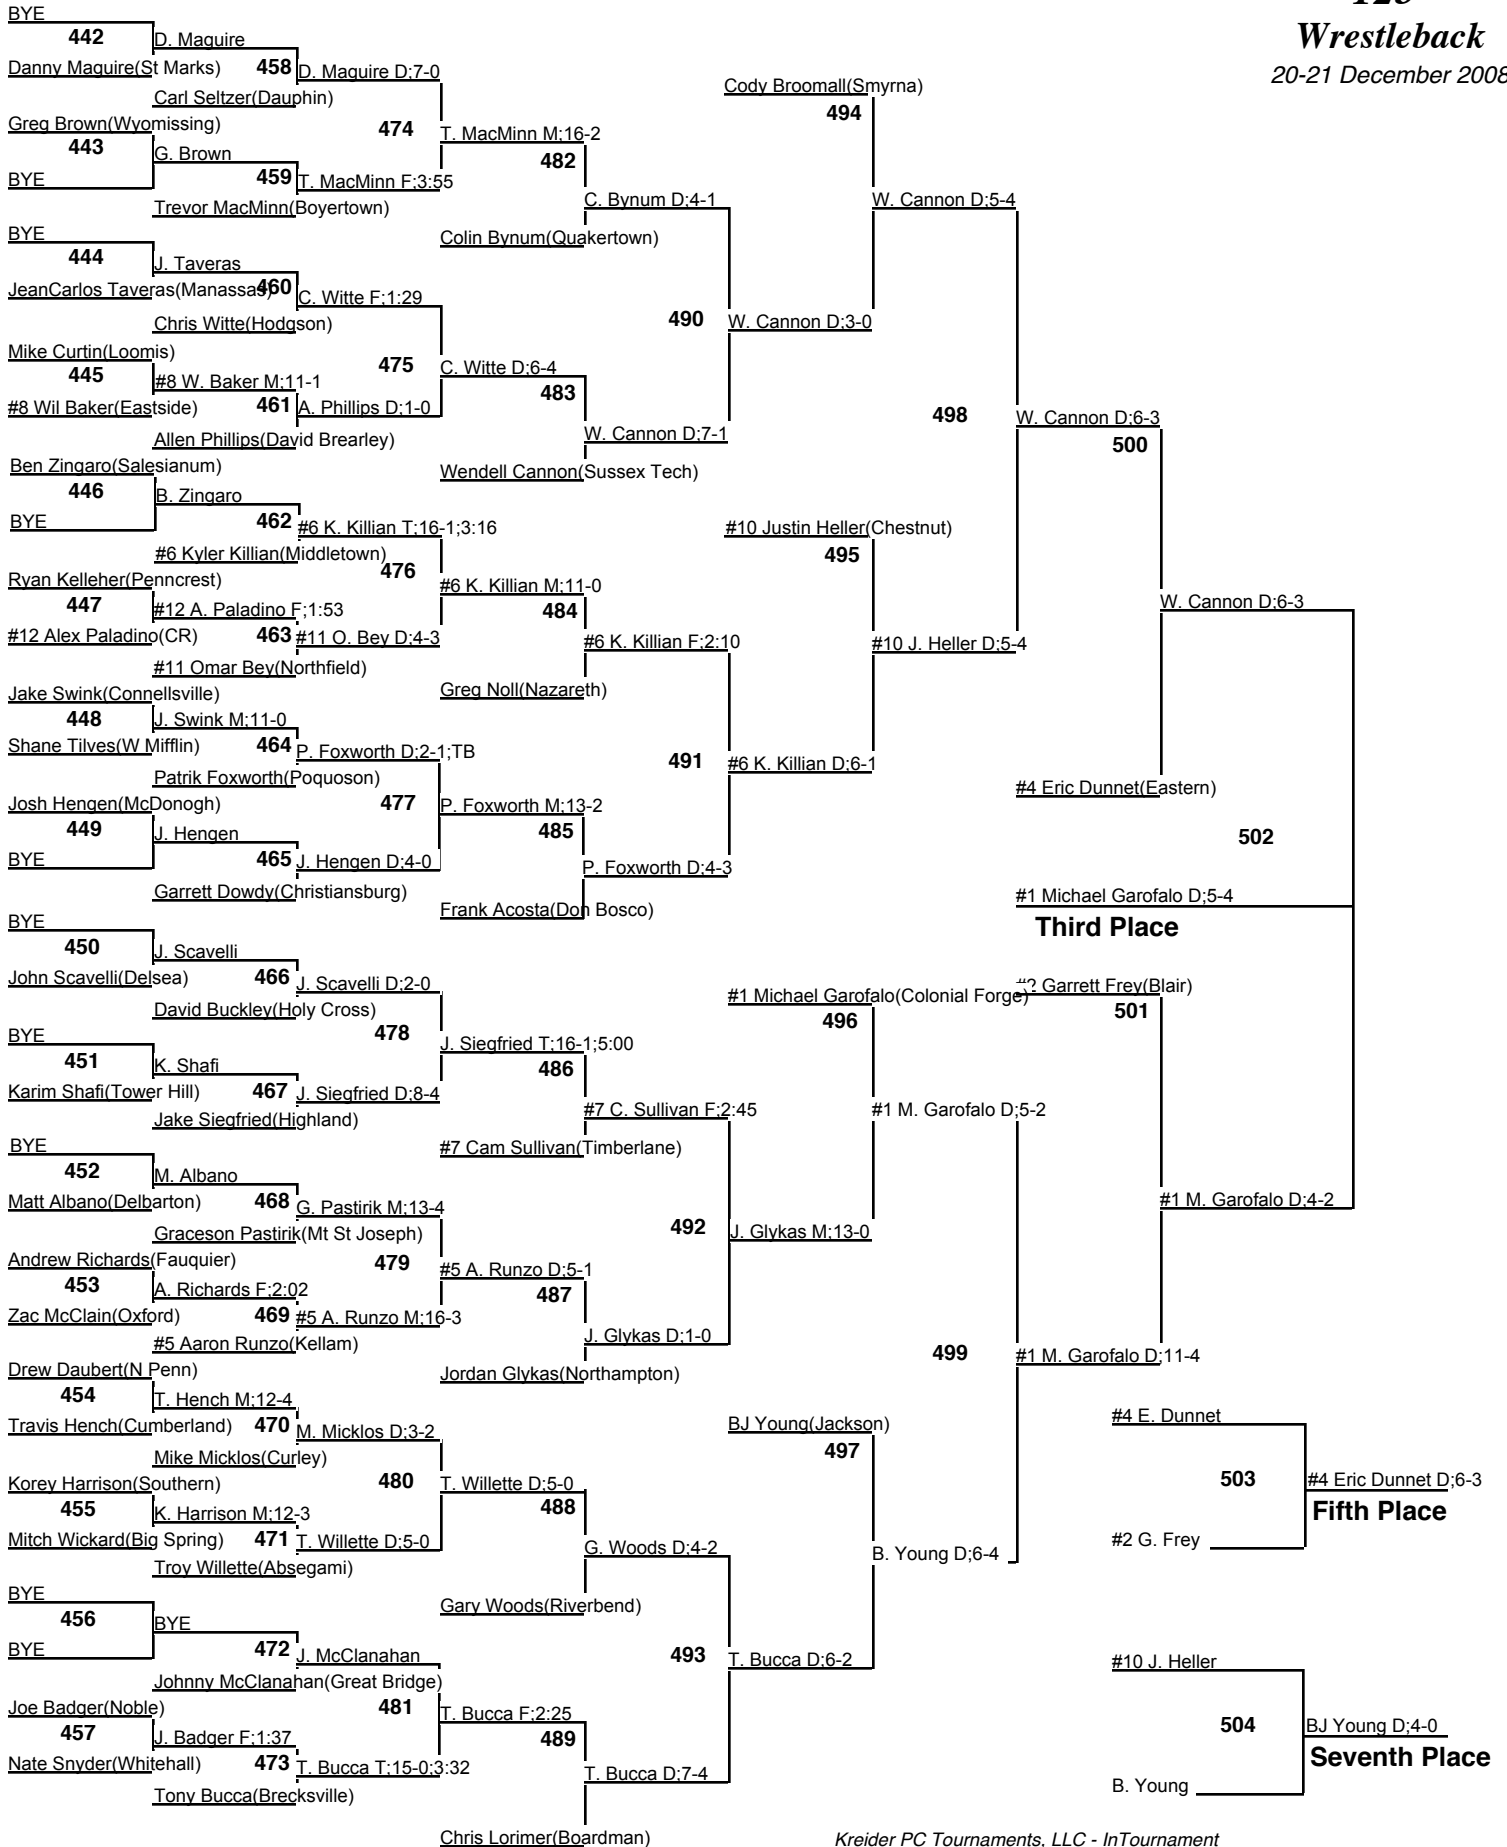 Wrestleback
20-21 December 2008
BYE
442
D. Maguire
Danny Maguire(St Marks)
458
D. Maguire D;7-0
Carl Seltzer(Dauphin)
Greg Brown(Wyomissing)
474
T. MacMinn M;16-2
443
G. Brown
482
BYE
459
T. MacMinn F;3:55
Trevor MacMinn(Boyertown)
C. Bynum D;4-1
Colin Bynum(Quakertown)
BYE
444
J. Taveras
JeanCarlos Taveras(Manassas)
460
C. Witte F;1:29
Chris Witte(Hodgson)
490
W. Cannon D;3-0
Mike Curtin(Loomis)
475
C. Witte D;6-4
445
#8 W. Baker M;11-1
483
#8 Wil Baker(Eastside)
461
A. Phillips D;1-0
Allen Phillips(David Brearley)
W. Cannon D;7-1
Wendell Cannon(Sussex Tech)
Cody Broomall(Smyrna)
494
W. Cannon D;5-4
498
W. Cannon D;6-3
500
Ben Zingaro(Salesianum)
446
B. Zingaro
BYE
462
#6 K. Killian T;16-1;3:16
#6 Kyler Killian(Middletown)
476
#6 K. Killian M;11-0
Ryan Kelleher(Penncrest)
447
#12 A. Paladino F;1:53
484
#12 Alex Paladino(CR)
463
#11 O. Bey D;4-3
#11 Omar Bey(Northfield)
#6 K. Killian F;2:10
Greg Noll(Nazareth)
#10 Justin Heller(Chestnut)
495
#10 J. Heller D;5-4
W. Cannon D;6-3
Jake Swink(Connellsville)
448
J. Swink M;11-0
Shane Tilves(W Mifflin)
464
P. Foxworth D;2-1;TB
Patrik Foxworth(Poquoson)
491
#6 K. Killian D;6-1
Josh Hengen(McDonogh)
477
P. Foxworth M;13-2
449
J. Hengen
485
BYE
465
J. Hengen D;4-0
Garrett Dowdy(Christiansburg)
P. Foxworth D;4-3
Frank Acosta(Don Bosco)
#4 Eric Dunnet(Eastern)
502
#1 Michael Garofalo D;5-4
Third Place
BYE
450
J. Scavelli
John Scavelli(Delsea)
466
J. Scavelli D;2-0
David Buckley(Holy Cross)
478
J. Siegfried T;16-1;5:00
BYE
451
K. Shafi
486
Karim Shafi(Tower Hill)
467
J. Siegfried D;8-4
Jake Siegfried(Highland)
#7 C. Sullivan F;2:45
#7 Cam Sullivan(Timberlane)
#1 Michael Garofalo(Colonial Forge)
496
#1 M. Garofalo D;5-2
#2 Garrett Frey(Blair)
501
BYE
452
M. Albano
Matt Albano(Delbarton)
468
G. Pastirik M;13-4
Graceson Pastirik(Mt St Joseph)
492
J. Glykas M;13-0
#1 M. Garofalo D;4-2
Andrew Richards(Fauquier)
479
#5 A. Runzo D;5-1
453
A. Richards F;2:02
487
Zac McClain(Oxford)
469
#5 A. Runzo M;16-3
#5 Aaron Runzo(Kellam)
J. Glykas D;1-0
Jordan Glykas(Northampton)
499
#1 M. Garofalo D;11-4
Drew Daubert(N Penn)
454
T. Hench M;12-4
Travis Hench(Cumberland)
470
M. Micklos D;3-2
Mike Micklos(Curley)
BJ Young(Jackson)
497
#4 E. Dunnet
Korey Harrison(Southern)
480
T. Willette D;5-0
455
K. Harrison M;12-3
488
Mitch Wickard(Big Spring)
471
T. Willette D;5-0
Troy Willette(Absegami)
503
#4 Eric Dunnet D;6-3
Fifth Place
#2 G. Frey
G. Woods D;4-2
B. Young D;6-4
Gary Woods(Riverbend)
BYE
456
BYE
BYE
472
J. McClanahan
Johnny McClanahan(Great Bridge)
493
T. Bucca D;6-2
#10 J. Heller
Joe Badger(Noble)
481
T. Bucca F;2:25
457
J. Badger F;1:37
489
Nate Snyder(Whitehall)
473
T. Bucca T;15-0;3:32
Tony Bucca(Brecksville)
T. Bucca D;7-4
504
BJ Young D;4-0
Seventh Place
B. Young
Chris Lorimer(Boardman)
Kreider PC Tournaments, LLC - InTournament